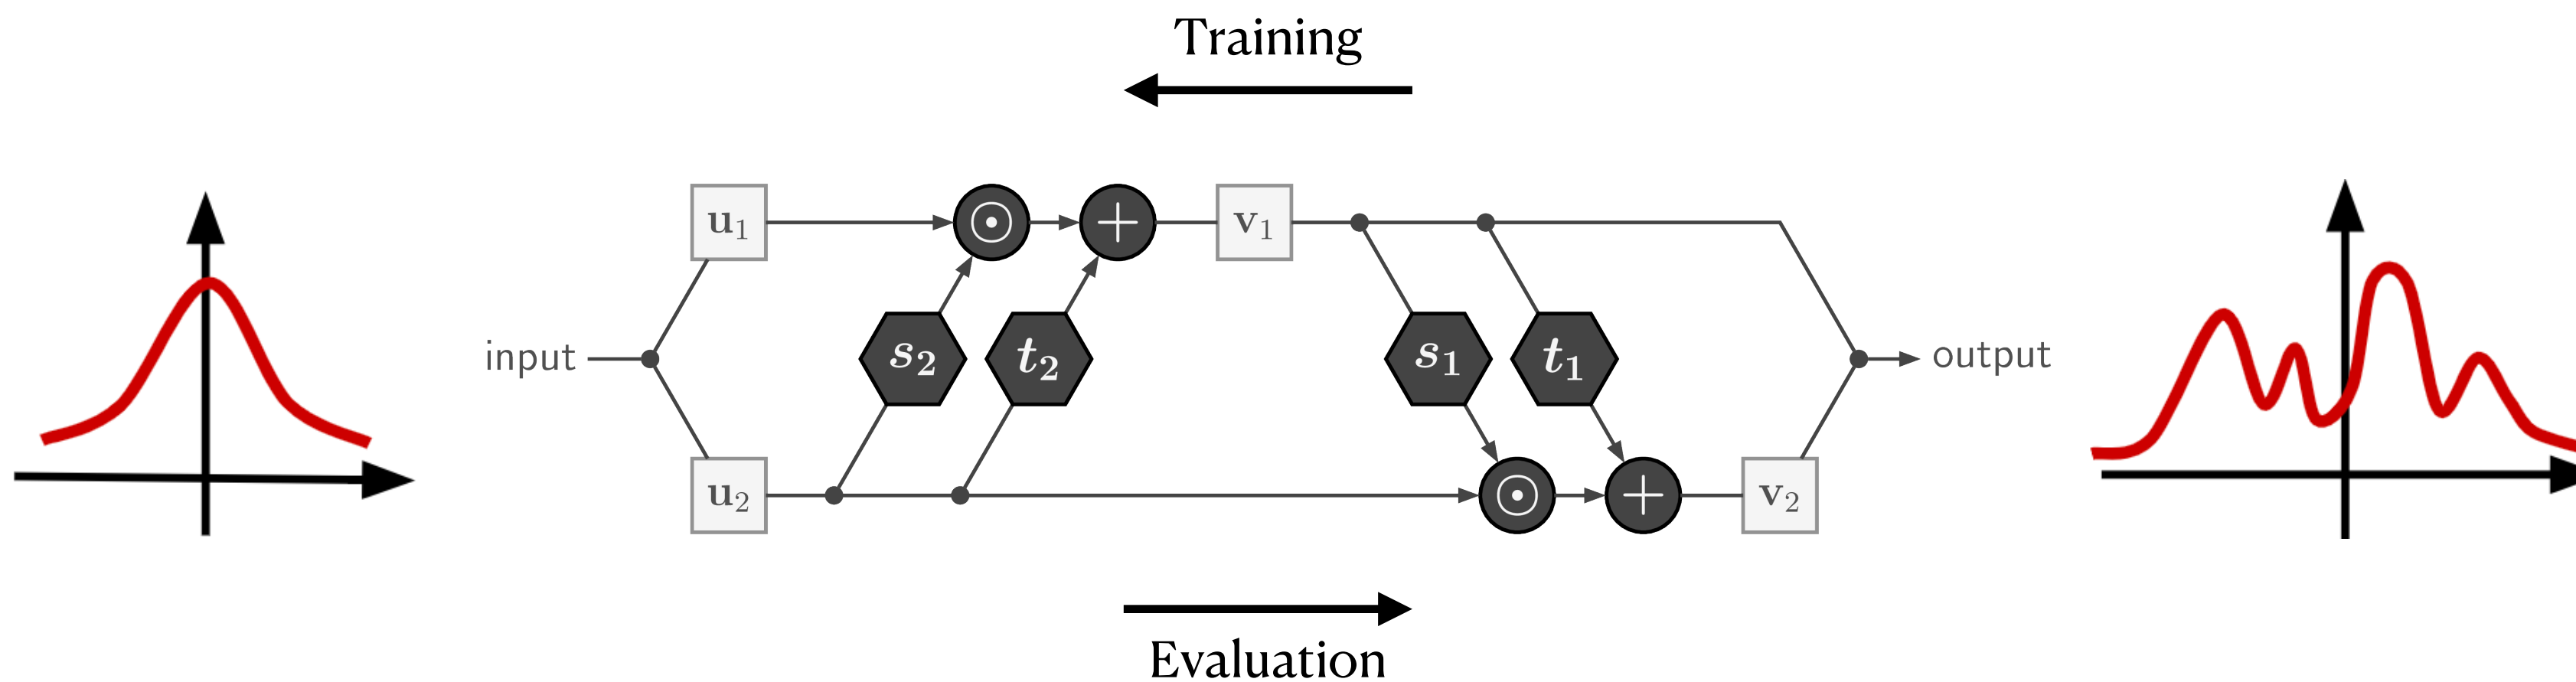 Training
u₁
v₁
input
s₂
t₂
s₁
t₁
output
u₂
v₂
Evaluation